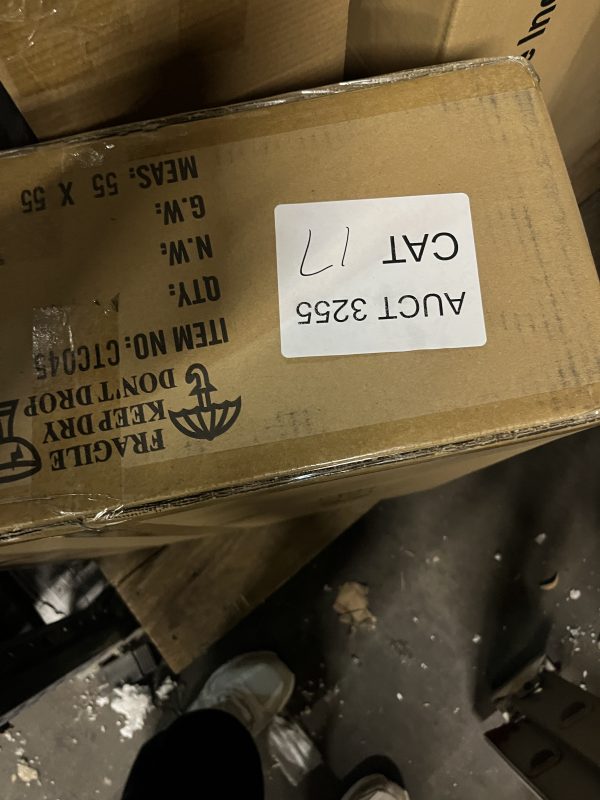 AUCT 3255
CAT 17
FRAGILE
KEEP DRY
DON'T DROP
ITEM NO: CTC045
QTY:
N.W:
G.W:
MEAS: 55 X 55